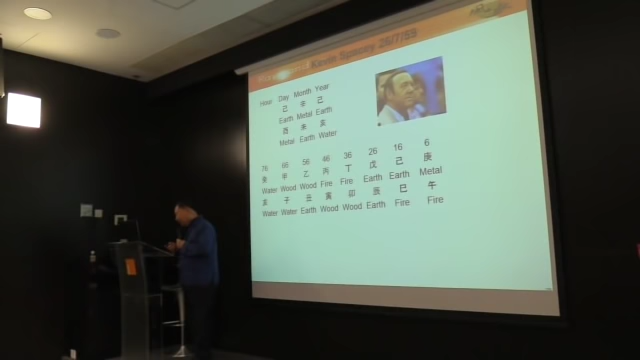 Kevin Spacey 26/7/59
Hour Day Month Year
己 辛 己
Earth Metal Earth
酉 未 亥
Metal Earth Water
76 66 56 46 36 26 16 6
癸 甲 乙 丙 丁 戊 己 庚
Water Wood Wood Fire Fire Earth Earth Metal
亥 子 丑 寅 卯 辰 巳 午
Water Water Earth Wood Wood Earth Fire Fire